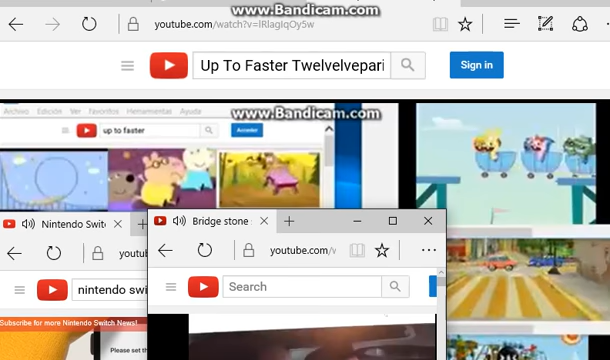 www.Bandicam.com
youtube.com/watch?v=IRlagIqOy5w
Up To Faster Twelvelvepari
Sign in
Archivo Edición Ver Favoritos Herramientas Ayuda
www.Bandicam.com
up to faster
Acceder
Nintendo Switc
Bridge stone
youtube.com/w
nintendo swi
Search
Subscribe for more Nintendo Switch News!
Please set th